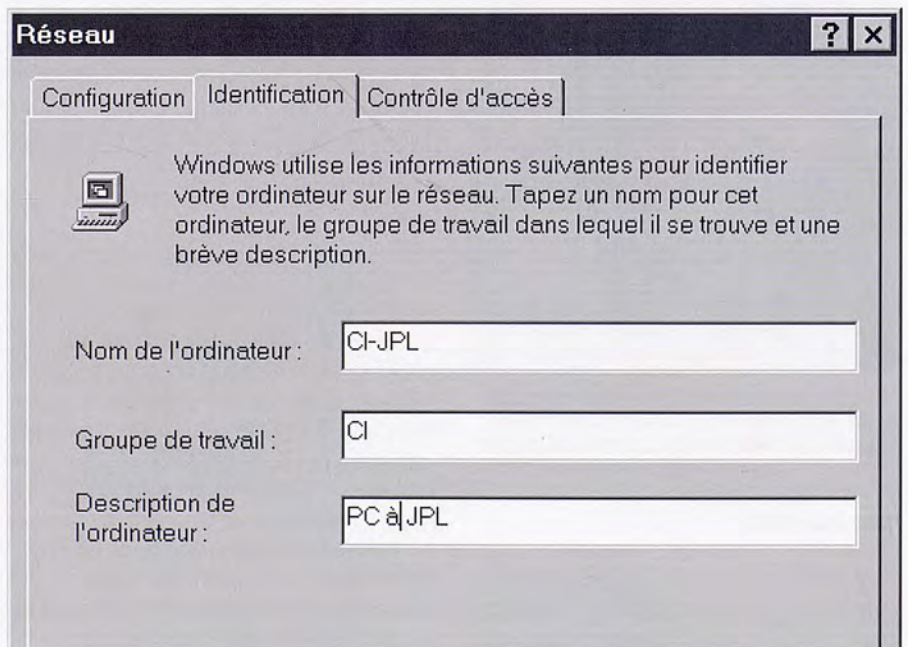 Réseau
? ×
Configuration Identification Contrôle d'accès
Windows utilise les informations suivantes pour identifier
votre ordinateur sur le réseau. Tapez un nom pour cet
ordinateur, le groupe de travail dans lequel il se trouve et une
brève description.
Nom de l'ordinateur : CI-JPL
Groupe de travail : CI
Description de
l'ordinateur : PC à JPL